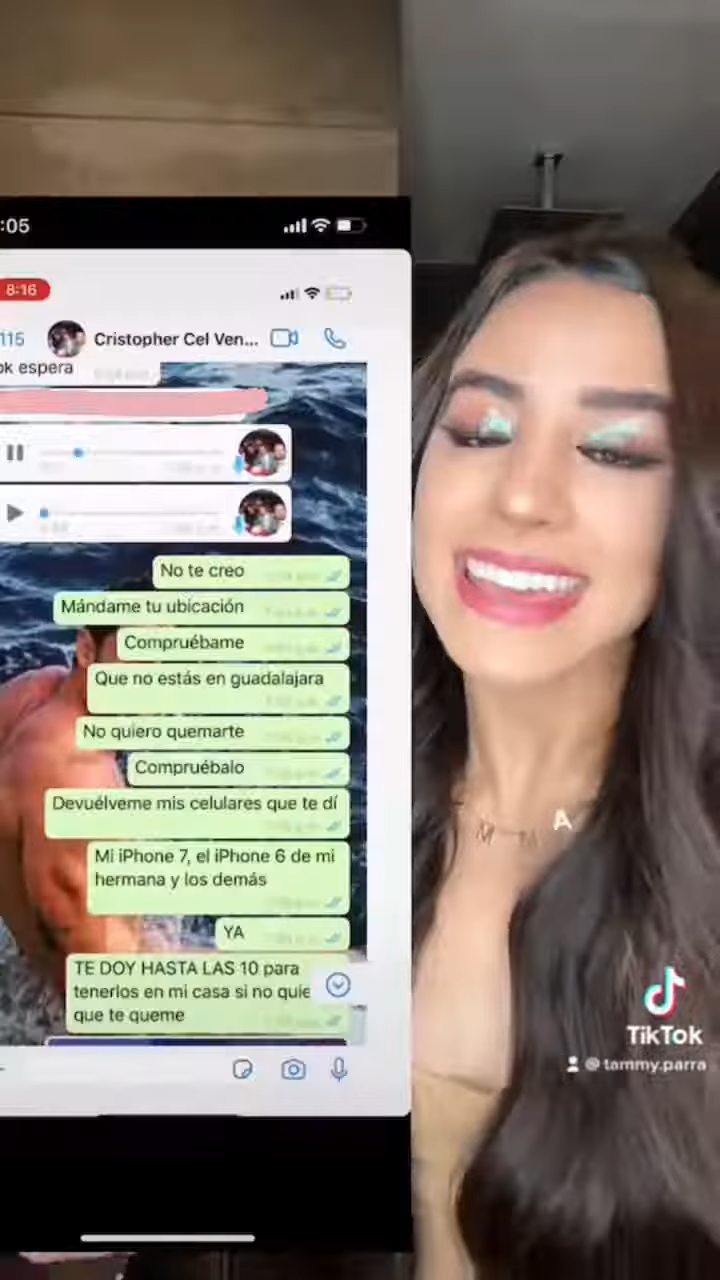 :05
8:16
115
Cristopher Cel Ven...
ok espera
No te creo
Mándame tu ubicación
Compruébame
Que no estás en guadalajara
No quiero quemarte
Compruébalo
Devuélveme mis celulares que te dí
Mi iPhone 7, el iPhone 6 de mi
hermana y los demás
YA
TE DOY HASTA LAS 10 para
tenerlos en mi casa si no quie
que te queme
M
A
TikTok
@tammy.parra